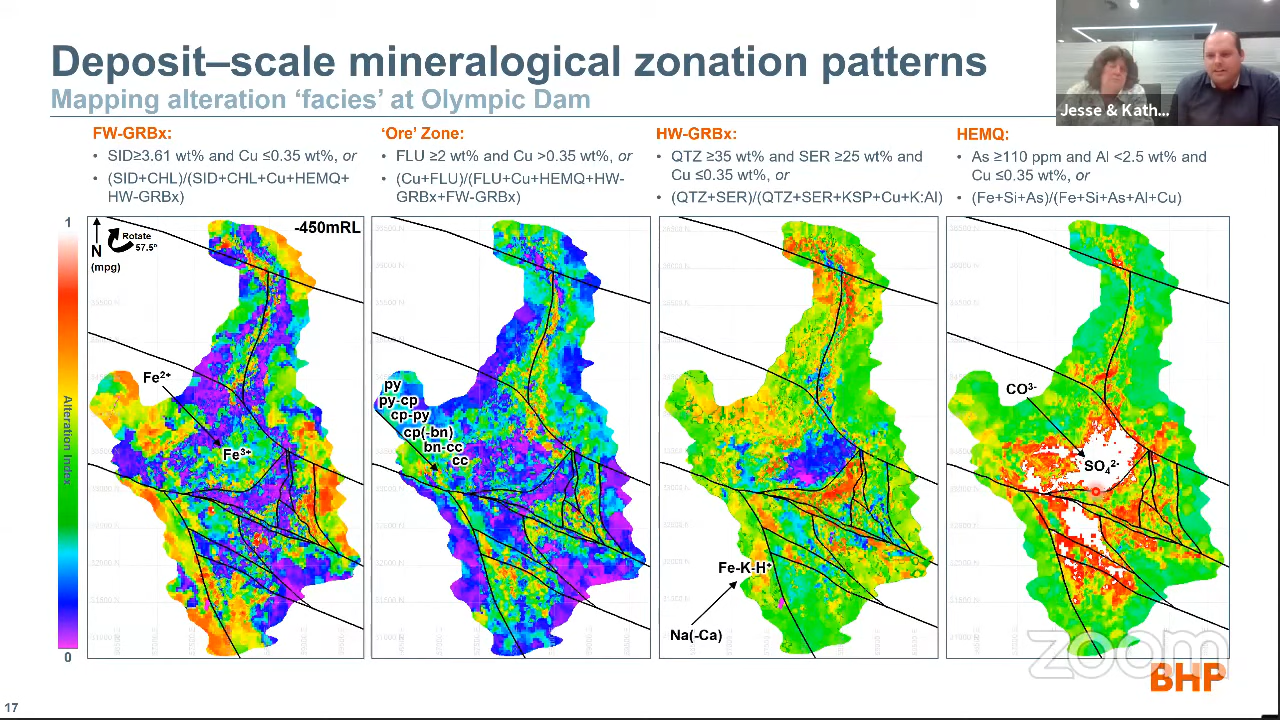 Deposit–scale mineralogical zonation patterns
Mapping alteration ‘facies’ at Olympic Dam
Jesse & Kath...
FW-GRBx:
• SID≥3.61 wt% and Cu ≤0.35 wt%, or
• (SID+CHL)/(SID+CHL+Cu+HEMQ+
HW-GRBx)
‘Ore’ Zone:
• FLU ≥2 wt% and Cu >0.35 wt%, or
• (Cu+FLU)/(FLU+Cu+HEMQ+HW-
GRBx+FW-GRBx)
HW-GRBx:
• QTZ ≥35 wt% and SER ≥25 wt% and
Cu ≤0.35 wt%, or
• (QTZ+SER)/(QTZ+SER+KSP+Cu+K:Al)
HEMQ:
• As ≥110 ppm and Al <2.5 wt% and
Cu ≤0.35 wt%, or
• (Fe+Si+As)/(Fe+Si+As+Al+Cu)
1
Alteration Index
0
N
(mpg)
Rotate
57.5°
-450mRL
Fe²⁺
Fe³⁺
py
py-cp
cp-py
cp(-bn)
bn-cc
cc
Fe-K-H⁺
Na(-Ca)
CO³⁻
SO₄²⁻
zoom
BHP
17